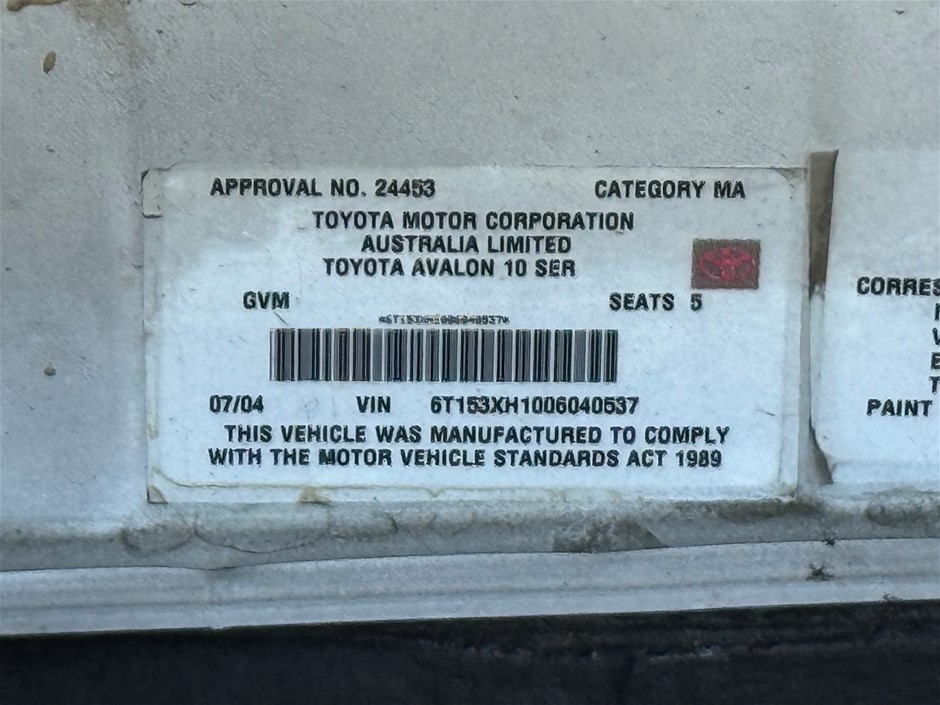 APPROVAL NO. 24453 CATEGORY MA
TOYOTA MOTOR CORPORATION
AUSTRALIA LIMITED
TOYOTA AVALON 10 SER
GVM SEATS 5
07/04 VIN 6T153XH1006040537
THIS VEHICLE WAS MANUFACTURED TO COMPLY
WITH THE MOTOR VEHICLE STANDARDS ACT 1989
PAINT